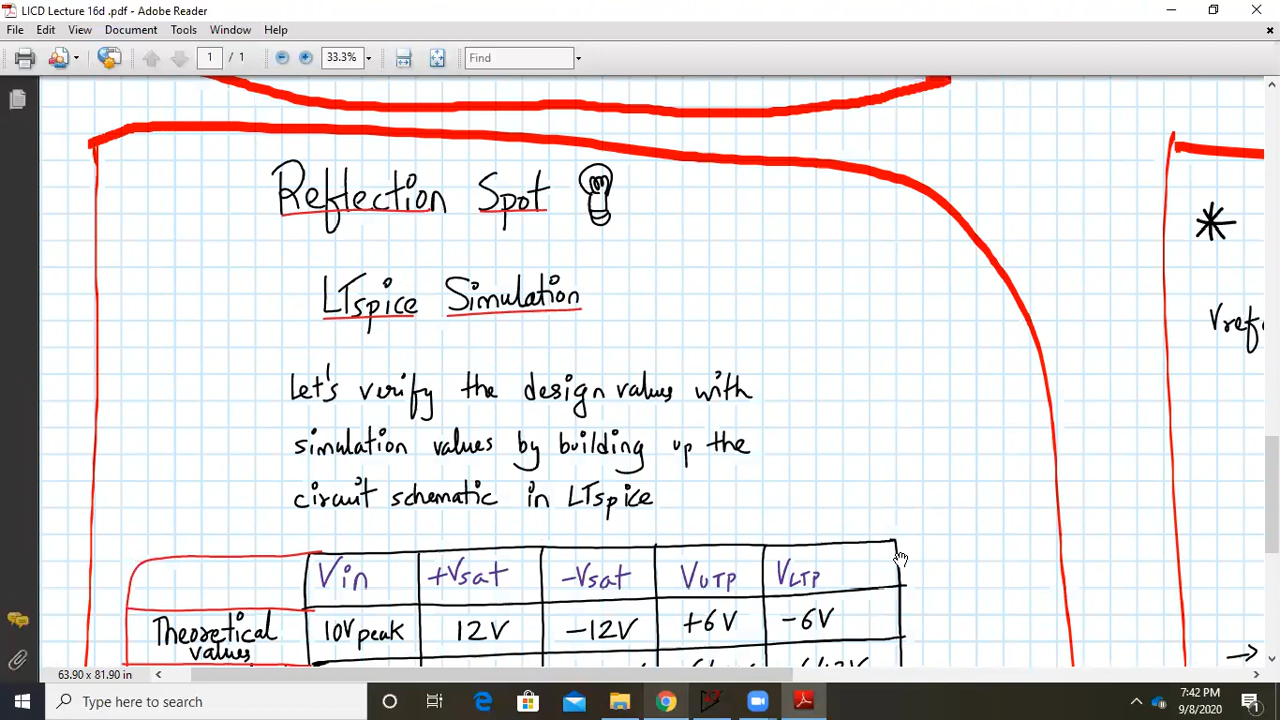 LICD Lecture 16d .pdf - Adobe Reader
File Edit View Document Tools Window Help
1 / 1 33.3% Find
Reflection Spot
LTspice Simulation
Let's verify the design values with
simulation values by building up the
circuit schematic in LTspice
Vin +Vsat -Vsat VUTP VLTP
Theoretical values 10V peak 12V -12V +6V -6V
Vref
63.90 x 81.90 in
Type here to search
7:42 PM
9/8/2020
1